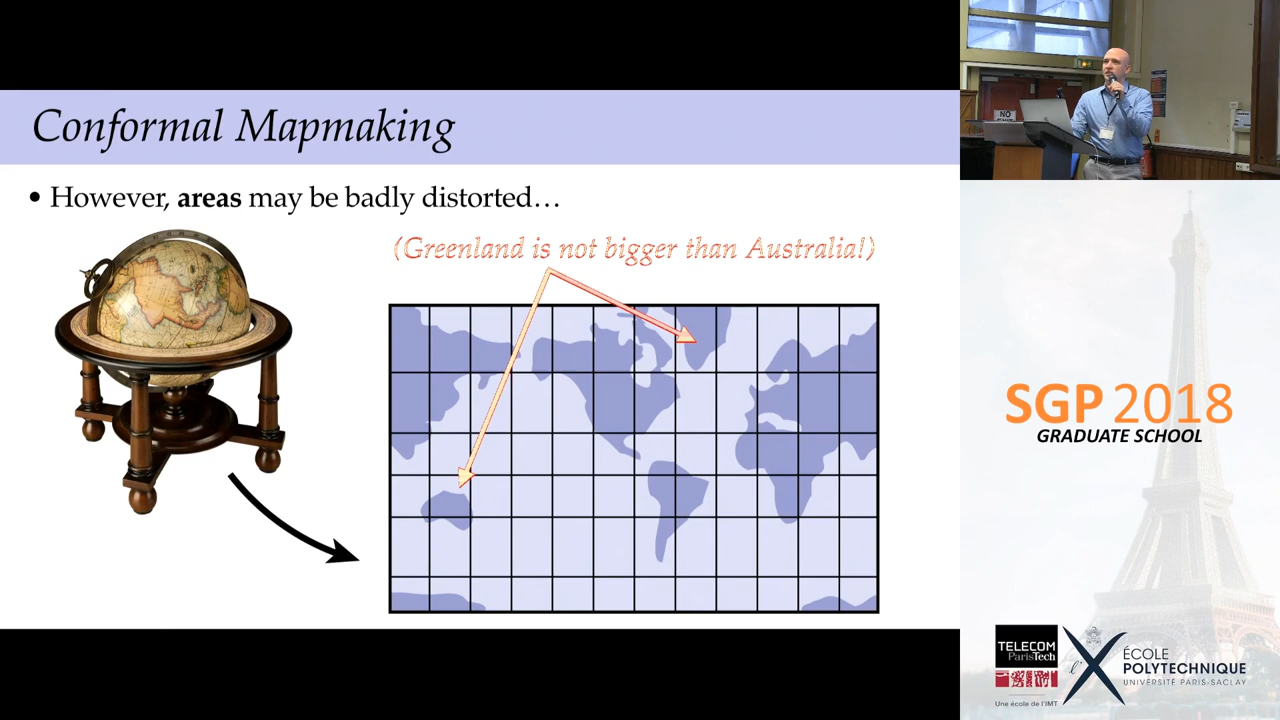 Conformal Mapmaking
• However, areas may be badly distorted…
(Greenland is not bigger than Australia!)
NO
SGP 2018
GRADUATE SCHOOL
TELECOM
ParisTech
Une école de l'IMT
l'X
ÉCOLE
POLYTECHNIQUE
UNIVERSITÉ PARIS-SACLAY